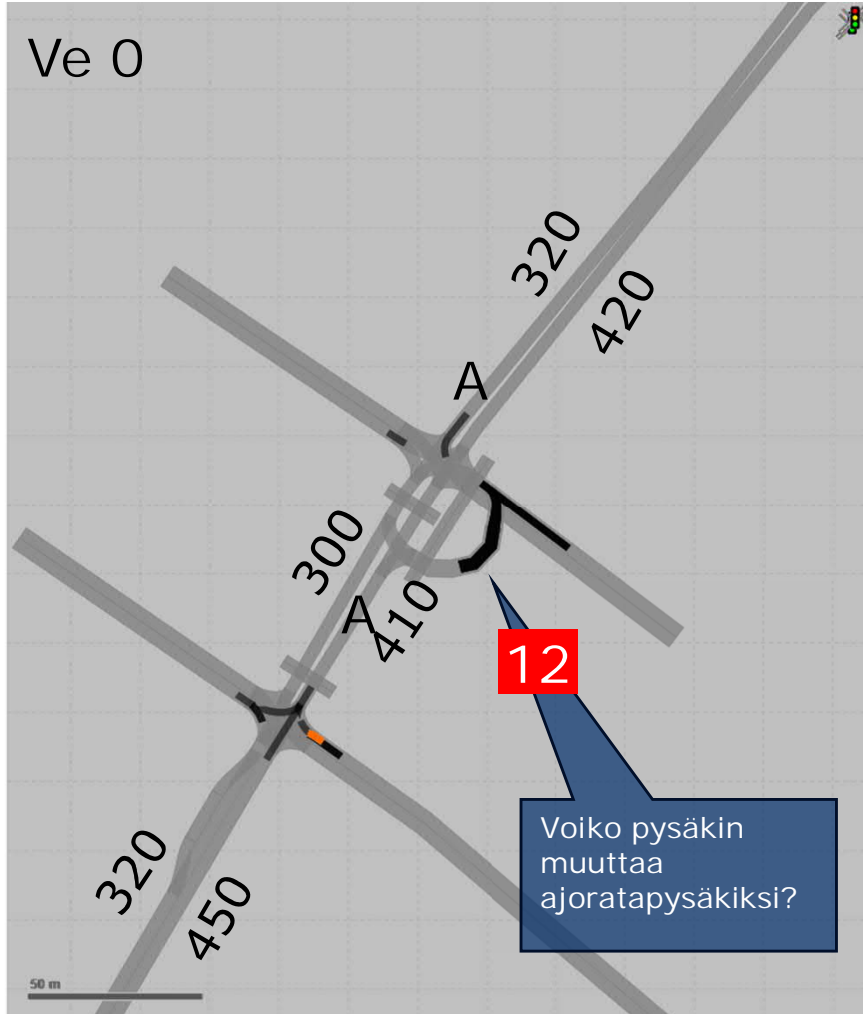 Ve 0
320
420
A
300
A
410
12
Voiko pysäkin
muuttaa
ajoratapysäkiksi?
320
450
50 m